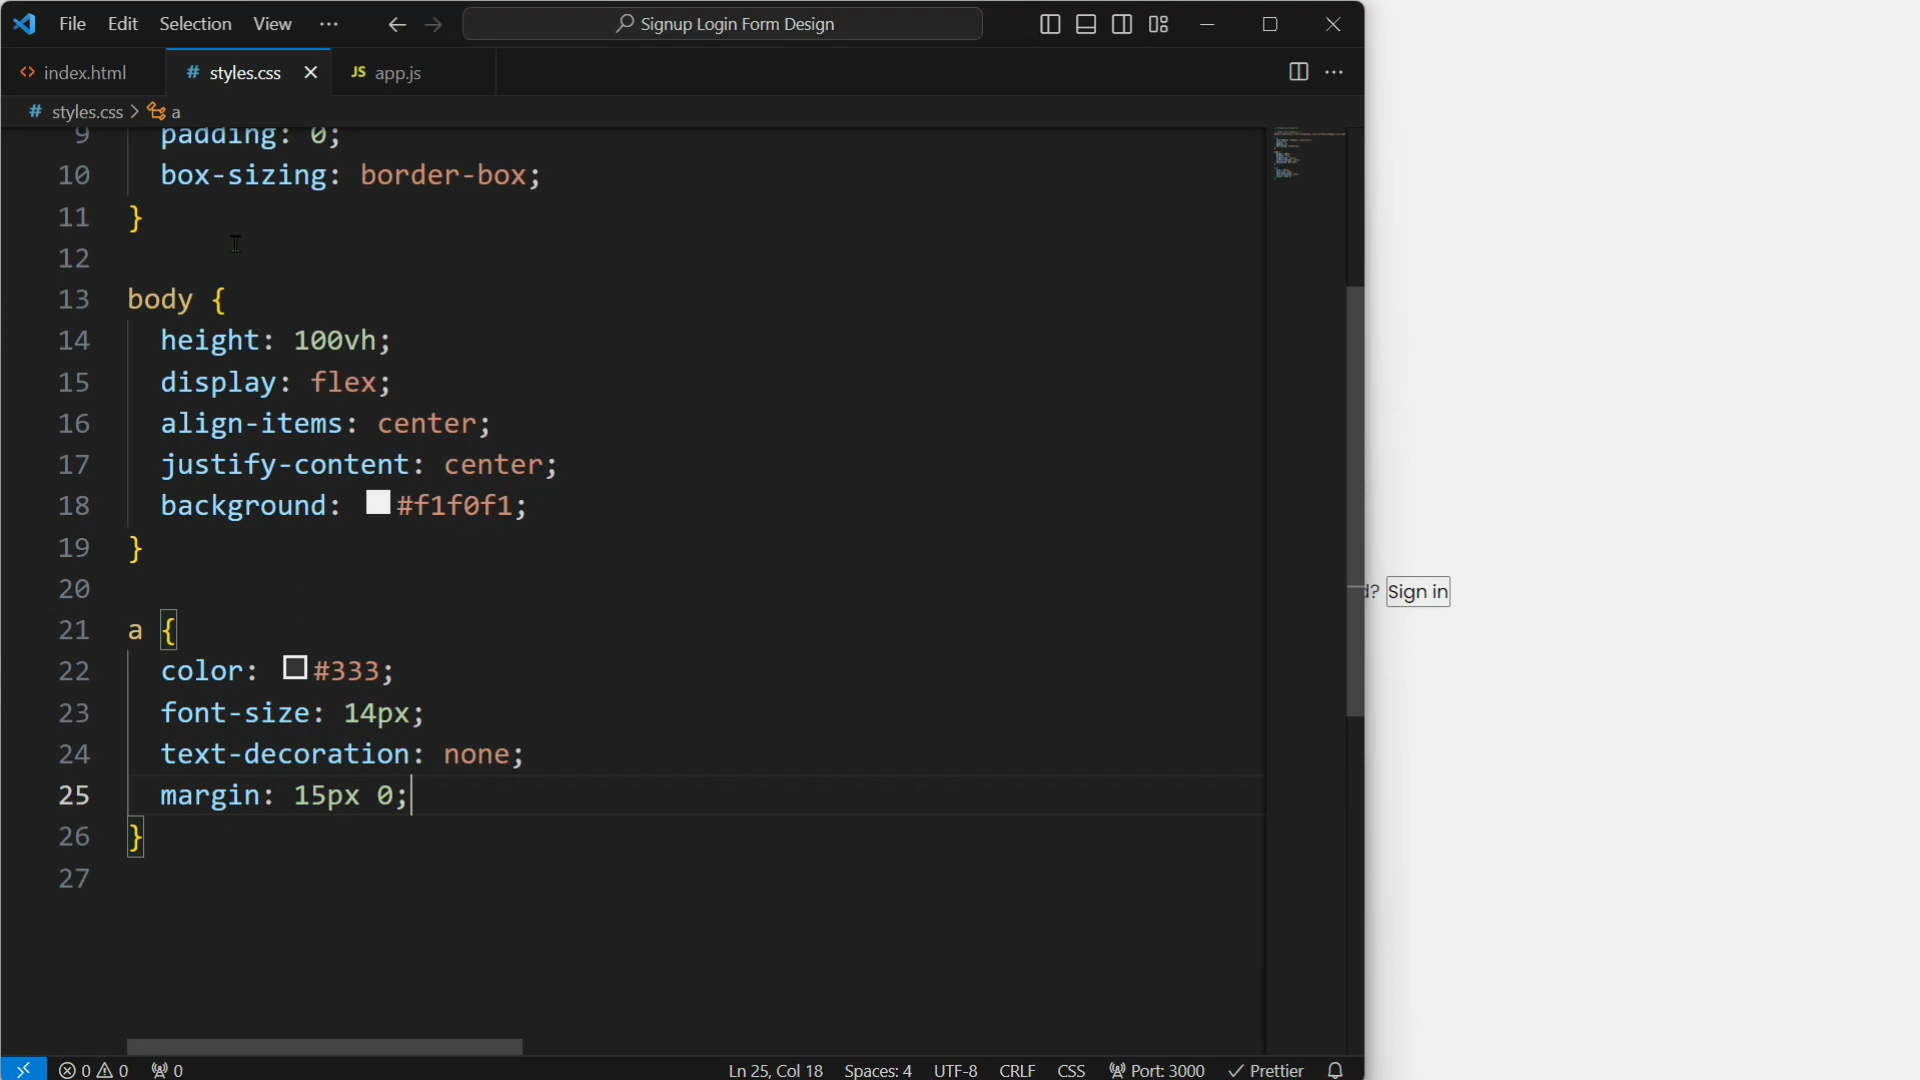 File Edit Selection View ··· Signup Login Form Design
index.html # styles.css JS app.js
# styles.css > a
9 padding: 0;
10 box-sizing: border-box;
11 }
12
13 body {
14 height: 100vh;
15 display: flex;
16 align-items: center;
17 justify-content: center;
18 background: #f1f0f1;
19 }
20
d? Sign in
21 a {
22 color: #333;
23 font-size: 14px;
24 text-decoration: none;
25 margin: 15px 0;
26 }
27
0 0 0 Ln 25, Col 18 Spaces: 4 UTF-8 CRLF CSS Port: 3000 Prettier